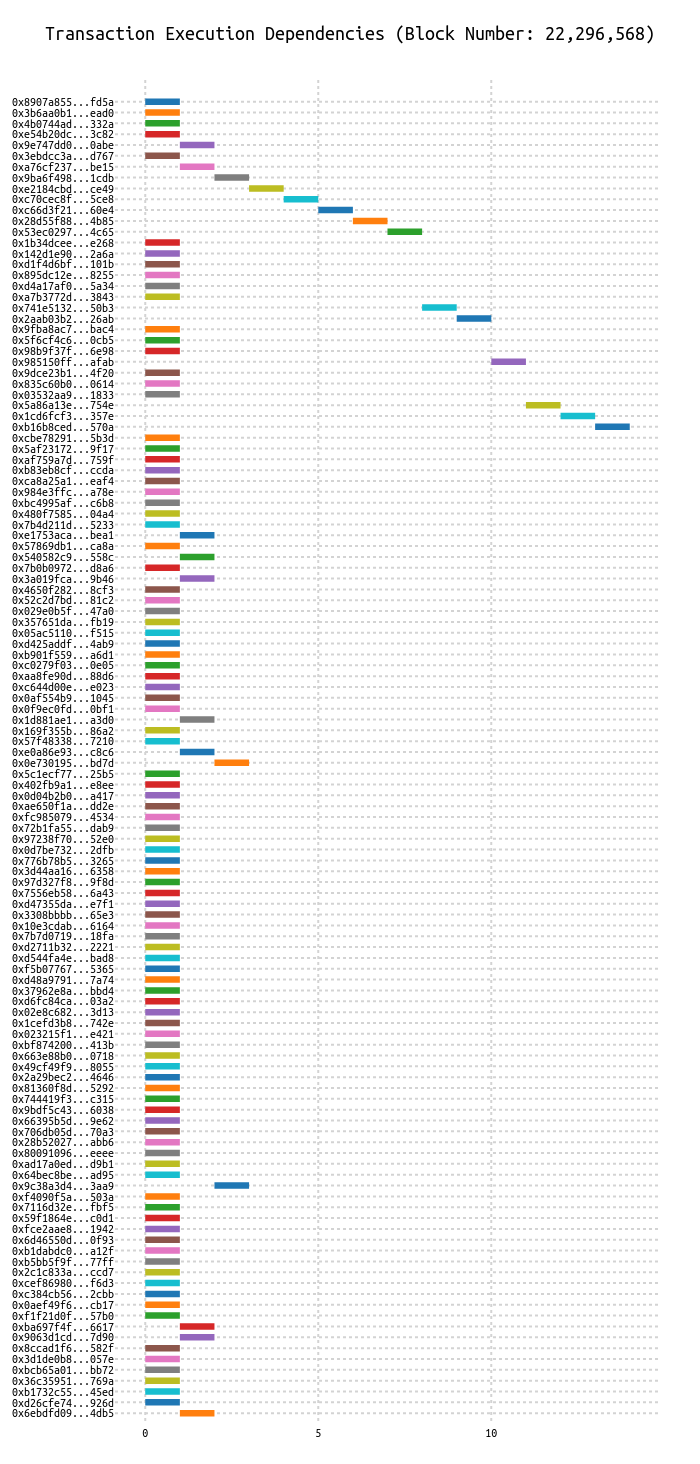 Transaction Execution Dependencies (Block Number: 22,296,568)
0x8907a855...fd5a
0x3b6aa0b1...ead0
0x4b0744ad...332a
0xe54b20dc...3c82
0x9e747dd0...0abe
0x3ebdcc3a...d767
0xa76cf237...be15
0x9ba6f498...1cdb
0xe2184cbd...ce49
0xc70cec8f...5ce8
0xc66d3f21...60e4
0x28d55f88...4b85
0x53ec0297...4c65
0x1b34dcee...e268
0x142d1e90...2a6a
0xd1f4d6bf...101b
0x895dc12e...8255
0xd4a17af0...5a34
0xa7b3772d...3843
0x741e5132...50b3
0x2aab03b2...26ab
0x9fba8ac7...bac4
0x5f6cf4c6...0cb5
0x98b9f37f...6e98
0x985150ff...afab
0x9dce23b1...4f20
0x835c60b0...0614
0x03532aa9...1833
0x5a86a13e...754e
0x1cd6fcf3...357e
0xb16b8ced...570a
0xcbe78291...5b3d
0x5af23172...9f17
0xaf759a7d...759f
0xb83eb8cf...ccda
0xca8a25a1...eaf4
0x984e3ffc...a78e
0xbc4995af...c6b8
0x480f7585...04a4
0x7b4d211d...5233
0xe1753aca...bea1
0x57869db1...ca8a
0x540582c9...558c
0x7b0b0972...d8a6
0x3a019fca...9b46
0x4650f282...8cf3
0x52c2d7bd...81c2
0x029e0b5f...47a0
0x357651da...fb19
0x05ac5110...f515
0xd425addf...4ab9
0xb901f559...a6d1
0xc0279f03...0e05
0xaa8fe90d...88d6
0xc644d00e...e023
0x0af554b9...1045
0x0f9ec0fd...0bf1
0x1d881ae1...a3d0
0x169f355b...86a2
0x57f48338...7210
0xe0a86e93...c8c6
0x0e730195...bd7d
0x5c1ecf77...25b5
0x402fb9a1...e8ee
0x0d04b2b0...a417
0xae650f1a...dd2e
0xfc985079...4534
0x72b1fa55...dab9
0x97238f70...52e0
0x0d7be732...2dfb
0x776b78b5...3265
0x3d44aa16...6358
0x97d327f8...9f8d
0x7556eb58...6a43
0xd47355da...e7f1
0x3308bbbb...65e3
0x10e3cdab...6164
0x7b7d0719...18fa
0xd2711b32...2221
0xd544fa4e...bad8
0xf5b07767...5365
0xd48a9791...7a74
0x37962e8a...bbd4
0xd6fc84ca...03a2
0x02e8c682...3d13
0x1cefd3b8...742e
0x023215f1...e421
0xbf874200...413b
0x663e88b0...0718
0x49cf49f9...8055
0x2a29bec2...4646
0x81360f8d...5292
0x744419f3...c315
0x9bdf5c43...6038
0x66395b5d...9e62
0x706db05d...70a3
0x28b52027...abb6
0x80091096...eeee
0xad17a0ed...d9b1
0x64bec8be...ad95
0x9c38a3d4...3aa9
0xf4090f5a...503a
0x7116d32e...fbf5
0x59f1864e...c0d1
0xfce2aae8...1942
0x6d46550d...0f93
0xb1dabdc0...a12f
0xb5bb5f9f...77ff
0x2c1c833a...ccd7
0xcef86980...f6d3
0xc384cb56...2cbb
0x0aef49f6...cb17
0xf1f21d0f...57b0
0xba697f4f...6617
0x9063d1cd...7d90
0x8ccad1f6...582f
0x3d1de0b8...057e
0xbcb65a01...bb72
0x36c35951...769a
0xb1732c55...45ed
0xd26cfe74...926d
0x6ebdfd09...4db5
0 5 10